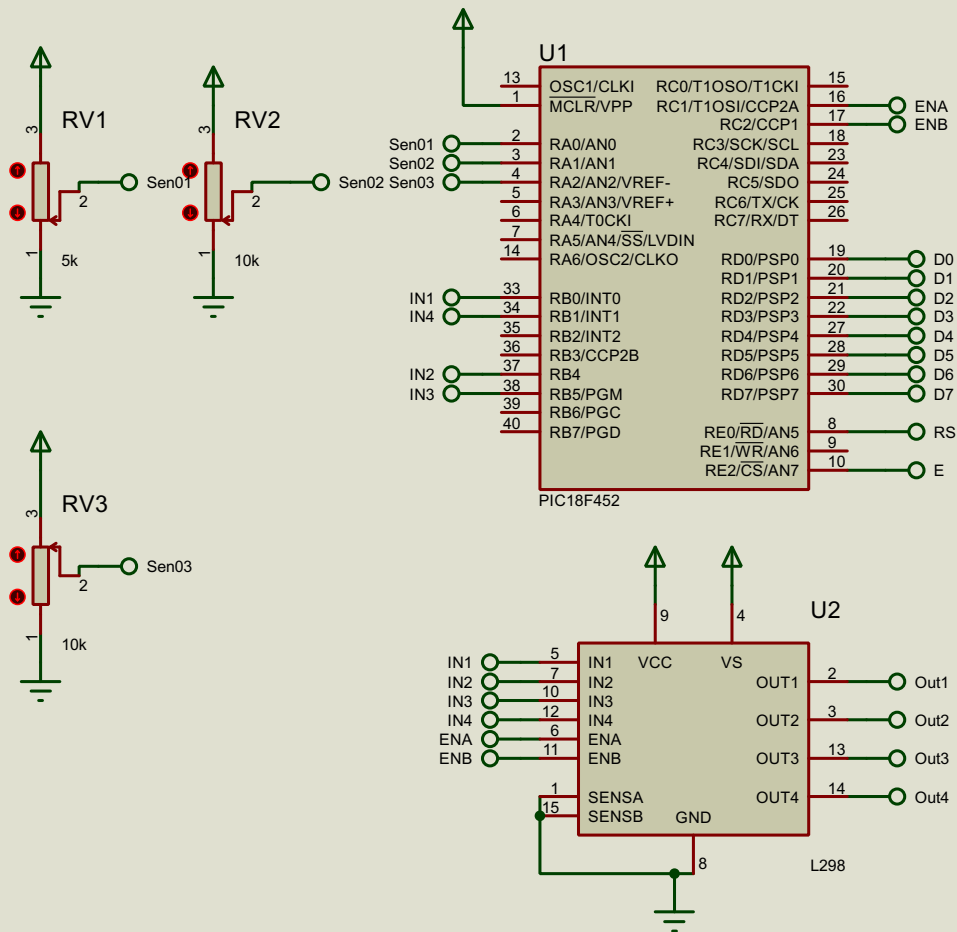 RV1
3
2
1
Sen01
5k
RV2
3
2
1
Sen02
10k
RV3
3
2
1
Sen03
10k
U1
13 OSC1/CLKI
1 MCLR/VPP
Sen01 2 RA0/AN0
Sen02 3 RA1/AN1
Sen03 4 RA2/AN2/VREF-
5 RA3/AN3/VREF+
6 RA4/T0CKI
7 RA5/AN4/SS/LVDIN
14 RA6/OSC2/CLKO
IN1 33 RB0/INT0
IN4 34 RB1/INT1
35 RB2/INT2
36 RB3/CCP2B
IN2 37 RB4
IN3 38 RB5/PGM
39 RB6/PGC
40 RB7/PGD
RC0/T1OSO/T1CKI 15
RC1/T1OSI/CCP2A 16 ENA
RC2/CCP1 17 ENB
RC3/SCK/SCL 18
RC4/SDI/SDA 23
RC5/SDO 24
RC6/TX/CK 25
RC7/RX/DT 26
RD0/PSP0 19 D0
RD1/PSP1 20 D1
RD2/PSP2 21 D2
RD3/PSP3 22 D3
RD4/PSP4 27 D4
RD5/PSP5 28 D5
RD6/PSP6 29 D6
RD7/PSP7 30 D7
RE0/RD/AN5 8 RS
RE1/WR/AN6 9
RE2/CS/AN7 10 E
PIC18F452
U2
9 4
VCC VS
IN1 5 IN1
IN2 7 IN2
IN3 10 IN3
IN4 12 IN4
ENA 6 ENA
ENB 11 ENB
1 SENSA
15 SENSB
GND
8
OUT1 2 Out1
OUT2 3 Out2
OUT3 13 Out3
OUT4 14 Out4
L298